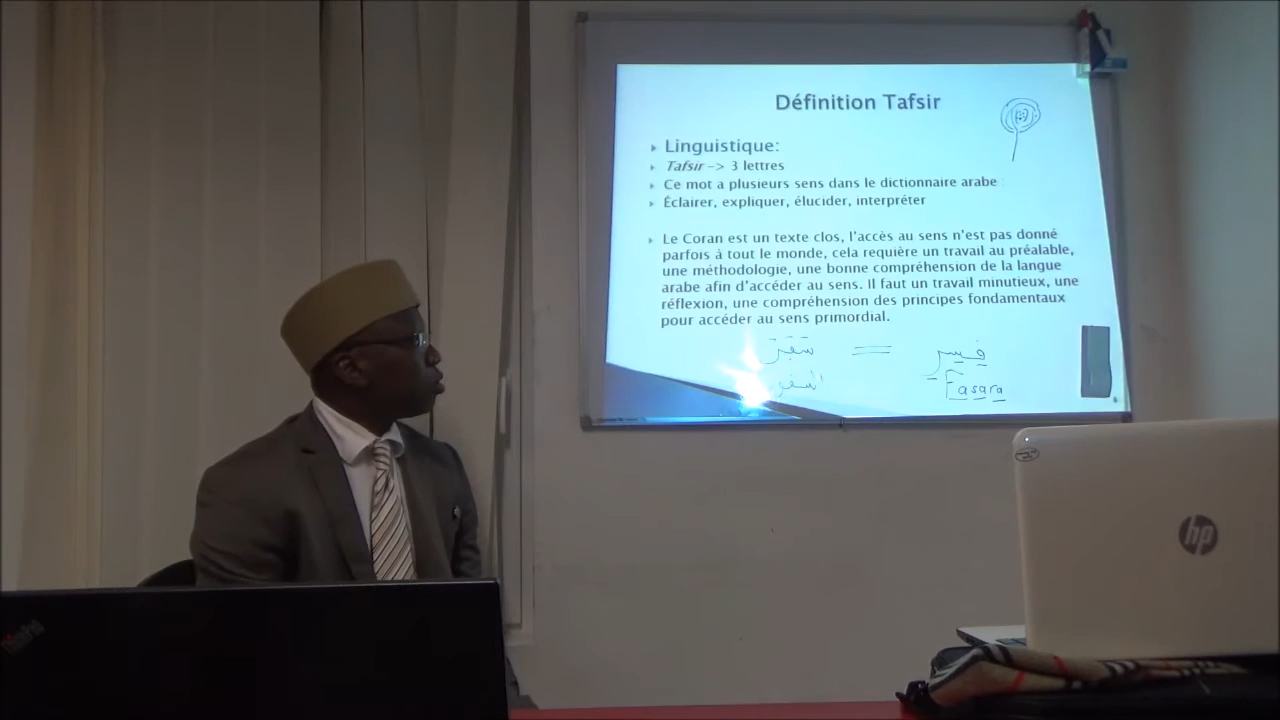 Définition Tafsir
Linguistique:
Tafsir -> 3 lettres
Ce mot a plusieurs sens dans le dictionnaire arabe :
Éclairer, expliquer, élucider, interpréter
Le Coran est un texte clos, l'accès au sens n'est pas donné
parfois à tout le monde, cela requière un travail au préalable,
une méthodologie, une bonne compréhension de la langue
arabe afin d'accéder au sens. Il faut un travail minutieux, une
réflexion, une compréhension des principes fondamentaux
pour accéder au sens primordial.
سفر = فسر
Fasara
ThinkPad
hp